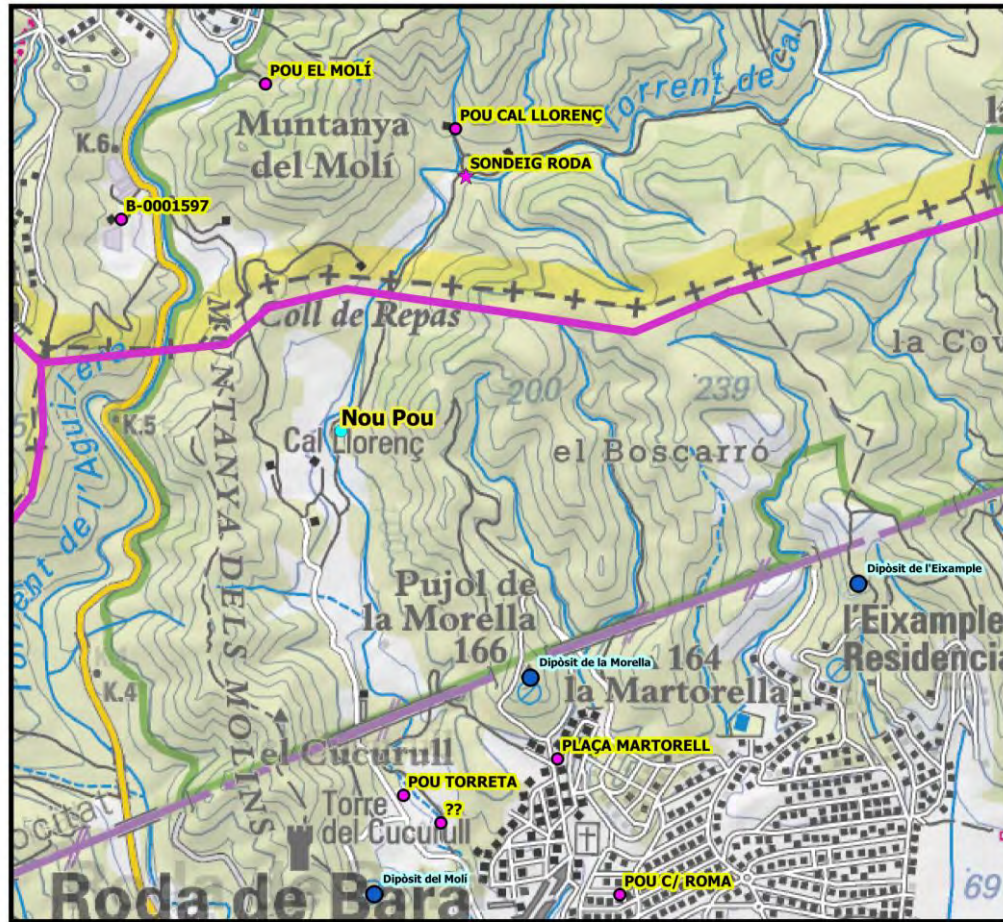 POU EL MOLÍ
Torrent de Cal
Muntanya
del Molí
POU CAL LLORENÇ
K.6
SONDEIG RODA
B-0001597
Coll de Repas
la Cov
MUNTANYA DELS MOLINS
200
239
K.5
Nou Pou
Cal Llorenç
el Boscarró
Dipòsit de l'Eixample
Pujol de
la Morella
166
l'Eixample
Residencia
Dipòsit de la Morella
164
la Martorella
K.4
el Cucurull
PLAÇA MARTORELL
POU TORRETA
??
Torre
del Cucurull
ocitat
Dipòsit del Molí
POU C/ ROMA
Roda de Barà
69